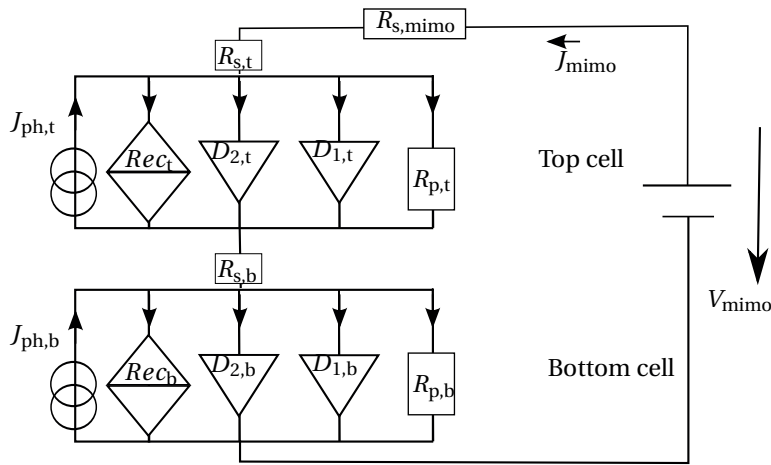 R_s,mimo
R_s,t
J_mimo
J_ph,t
Rec_t
D_2,t
D_1,t
R_p,t
Top cell
R_s,b
V_mimo
J_ph,b
Rec_b
D_2,b
D_1,b
R_p,b
Bottom cell